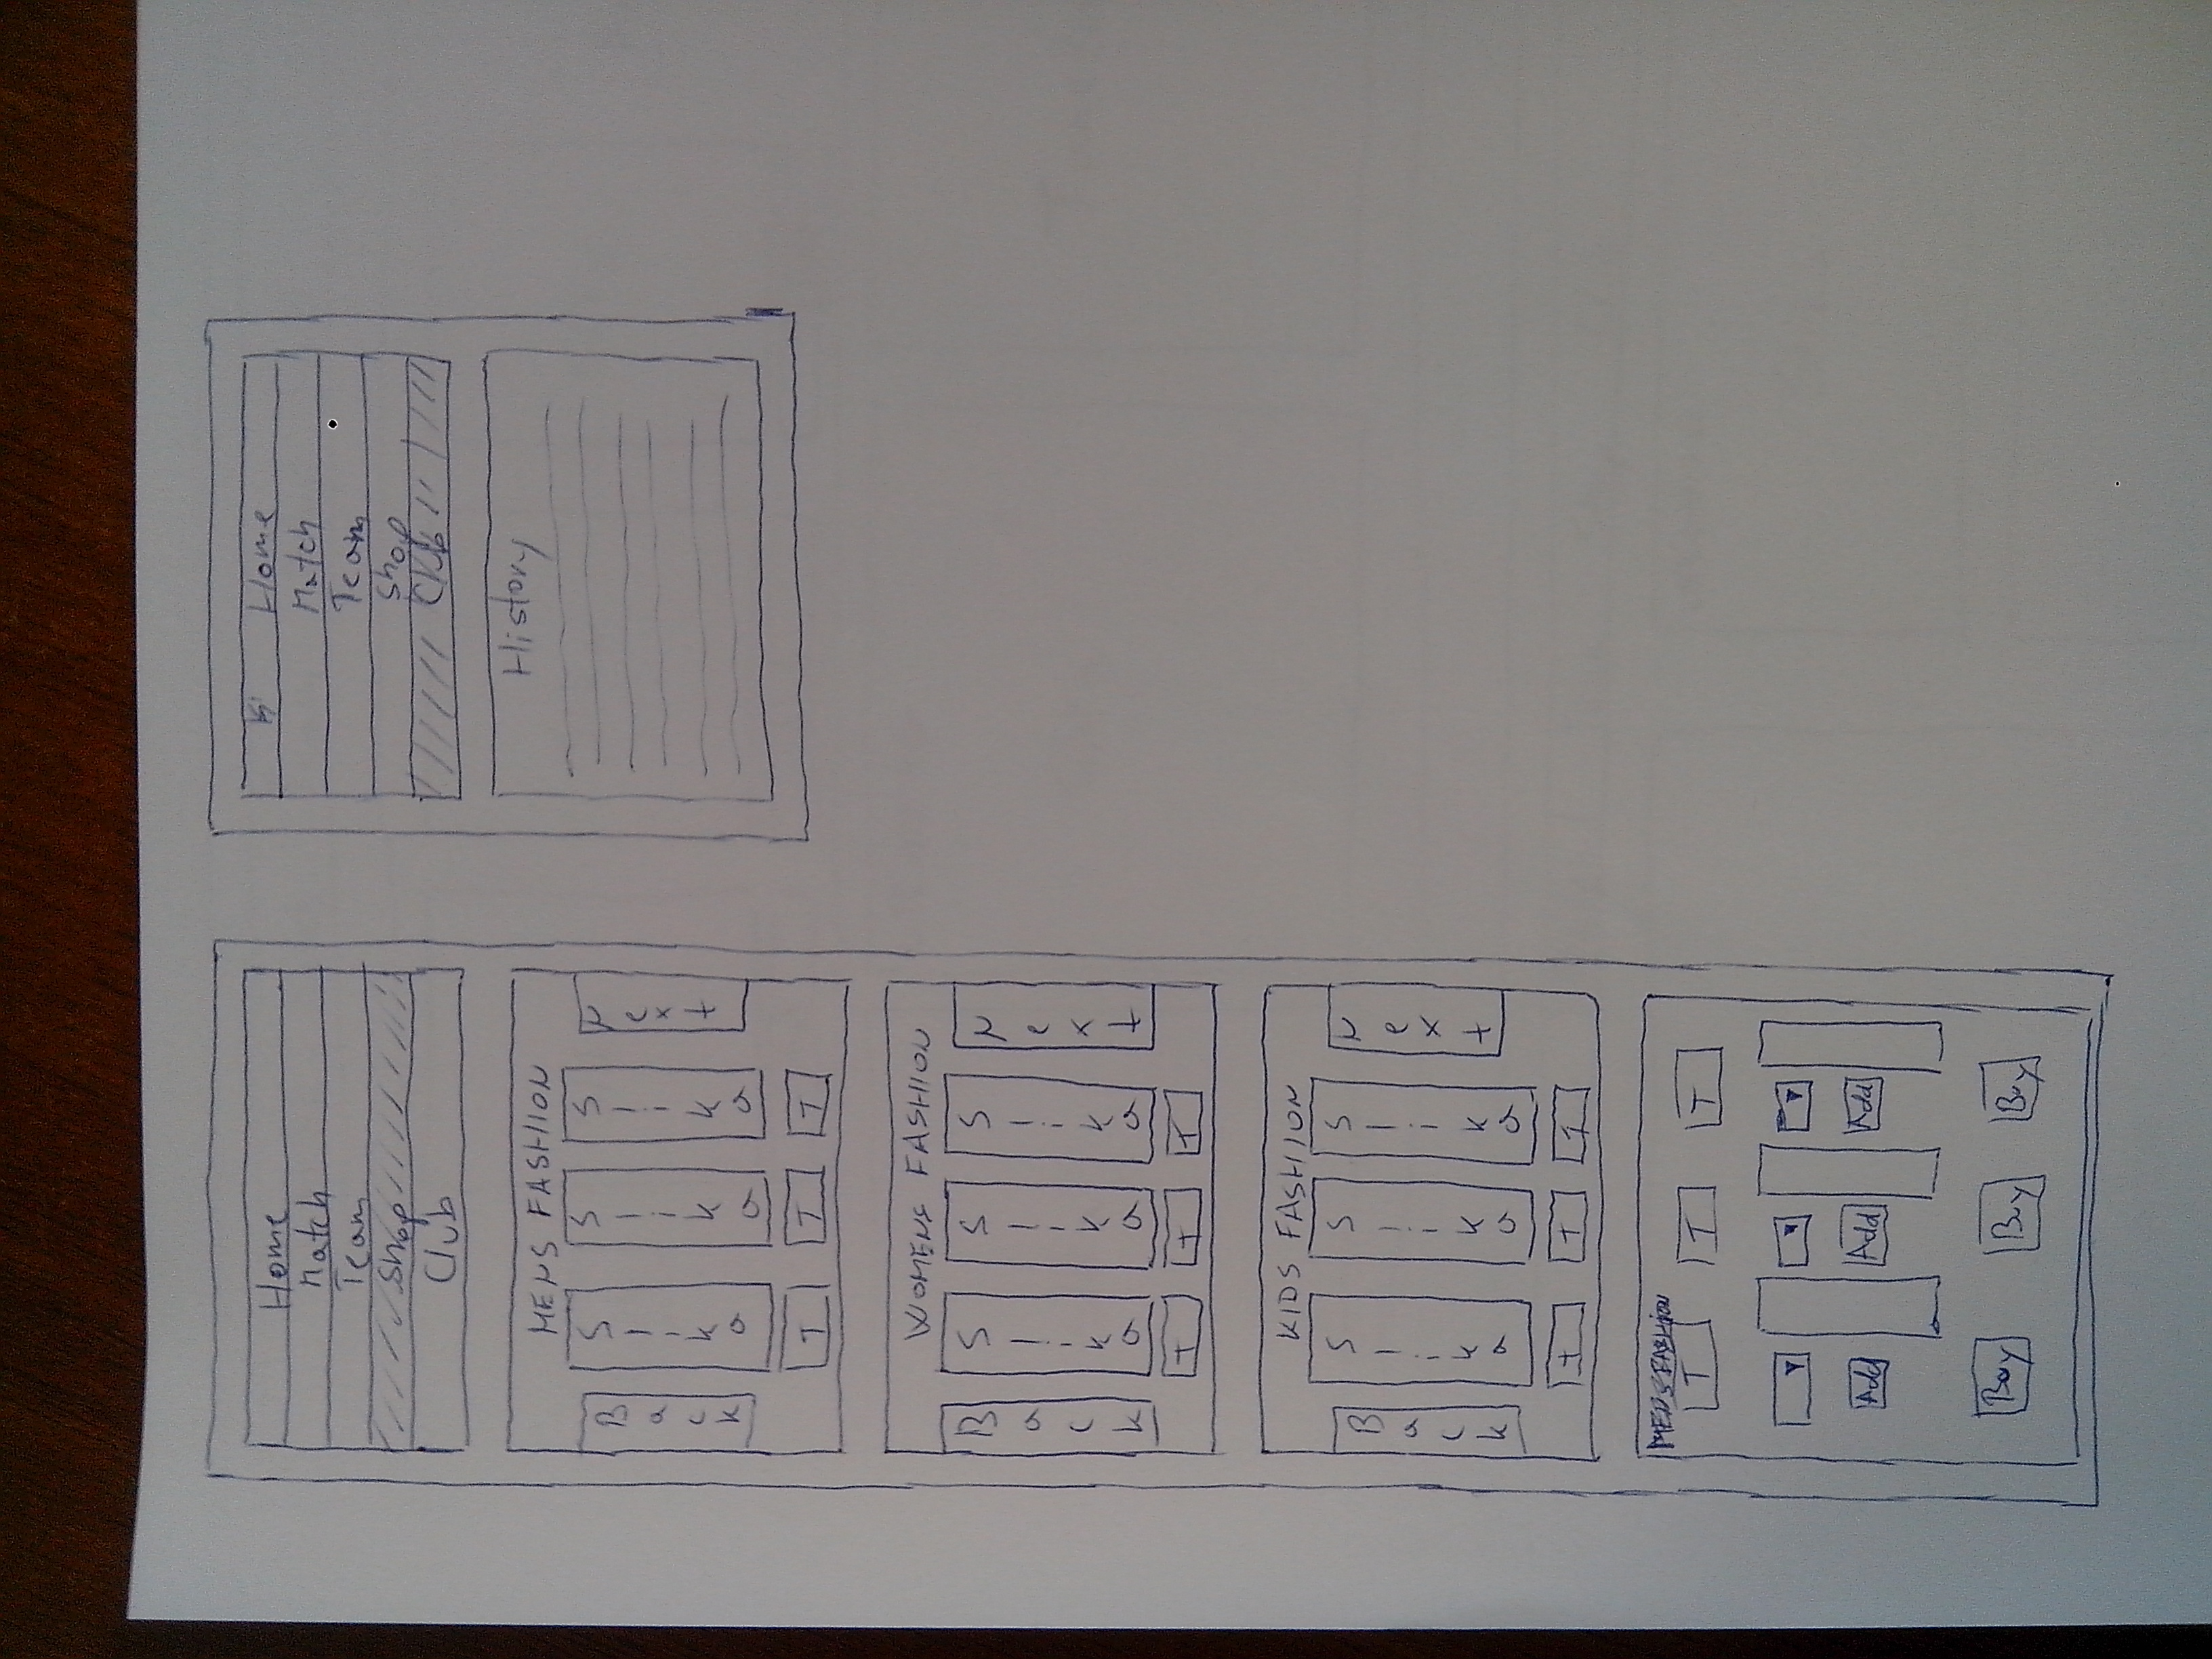 Home
Match
Team
Shop
Club
MENS FASHION
Back
Slika
Slika
Slika
Next
T
T
T
WOMENS FASHION
Back
Slika
Slika
Slika
Next
T
T
T
KIDS FASHION
Back
Slika
Slika
Slika
Next
T
T
T
MENS FASHION
T
T
T
Add
Add
Add
Buy
Buy
Buy
Home
Match
Team
Shop
Club
History